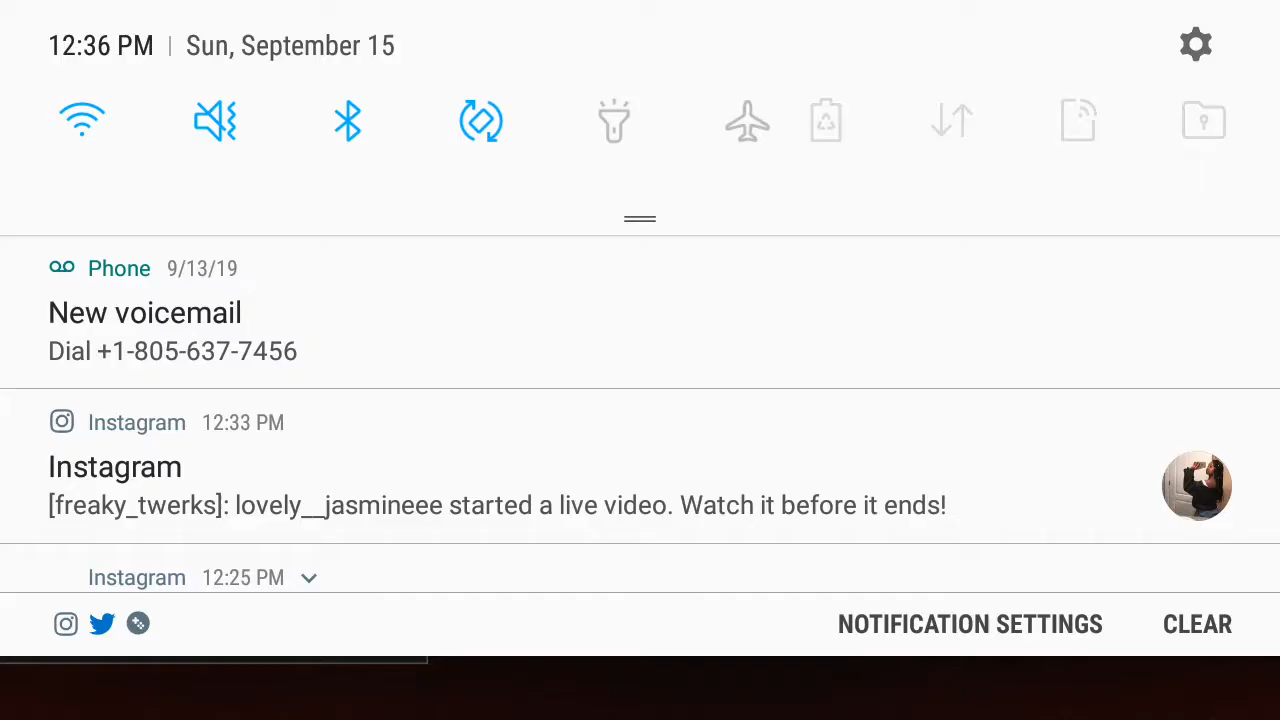 12:36 PM | Sun, September 15
Phone 9/13/19
New voicemail
Dial +1-805-637-7456
Instagram 12:33 PM
Instagram
[freaky_twerks]: lovely__jasmineee started a live video. Watch it before it ends!
Instagram 12:25 PM
NOTIFICATION SETTINGS CLEAR